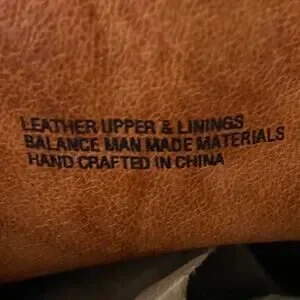 LEATHER UPPER & LININGS
BALANCE MAN MADE MATERIALS
HAND CRAFTED IN CHINA